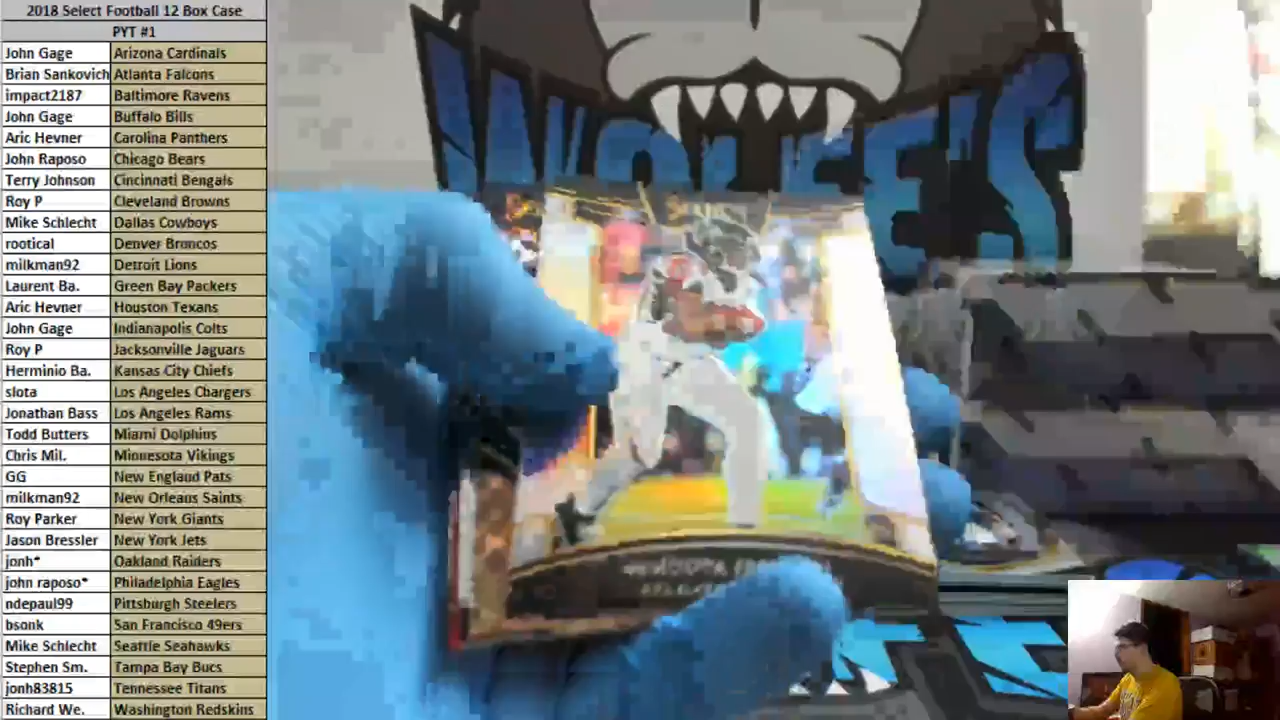 2018 Select Football 12 Box Case
PYT #1
John Gage Arizona Cardinals
Brian Sankovich Atlanta Falcons
impact2187 Baltimore Ravens
John Gage Buffalo Bills
Aric Hevner Carolina Panthers
John Raposo Chicago Bears
Terry Johnson Cincinnati Bengals
Roy P Cleveland Browns
Mike Schlecht Dallas Cowboys
rootical Denver Broncos
milkman92 Detroit Lions
Laurent Ba. Green Bay Packers
Aric Hevner Houston Texans
John Gage Indianapolis Colts
Roy P Jacksonville Jaguars
Herminio Ba. Kansas City Chiefs
slota Los Angeles Chargers
Jonathan Bass Los Angeles Rams
Todd Butters Miami Dolphins
Chris Mil. Minnesota Vikings
GG New England Pats
milkman92 New Orleans Saints
Roy Parker New York Giants
Jason Bressler New York Jets
jonh* Oakland Raiders
john raposo* Philadelphia Eagles
ndepaul99 Pittsburgh Steelers
bsonk San Francisco 49ers
Mike Schlecht Seattle Seahawks
Stephen Sm. Tampa Bay Bucs
jonh83815 Tennessee Titans
Richard We. Washington Redskins